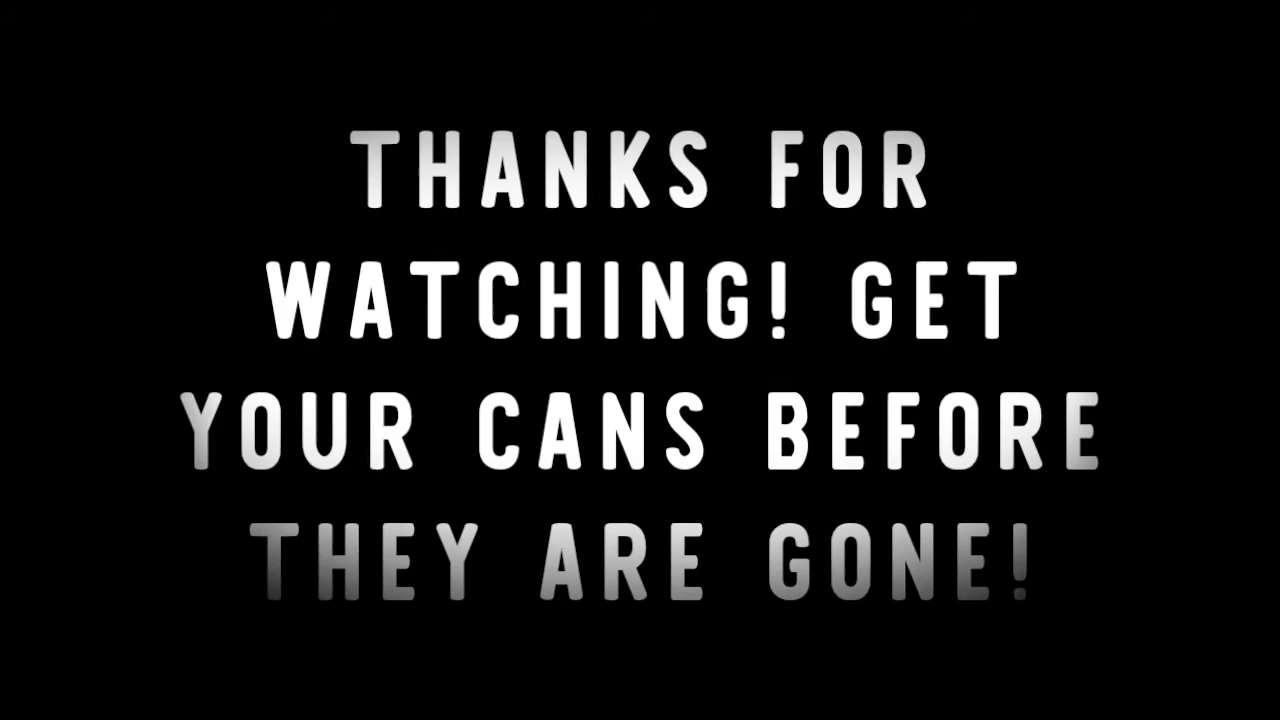 THANKS FOR
WATCHING! GET
YOUR CANS BEFORE
THEY ARE GONE!